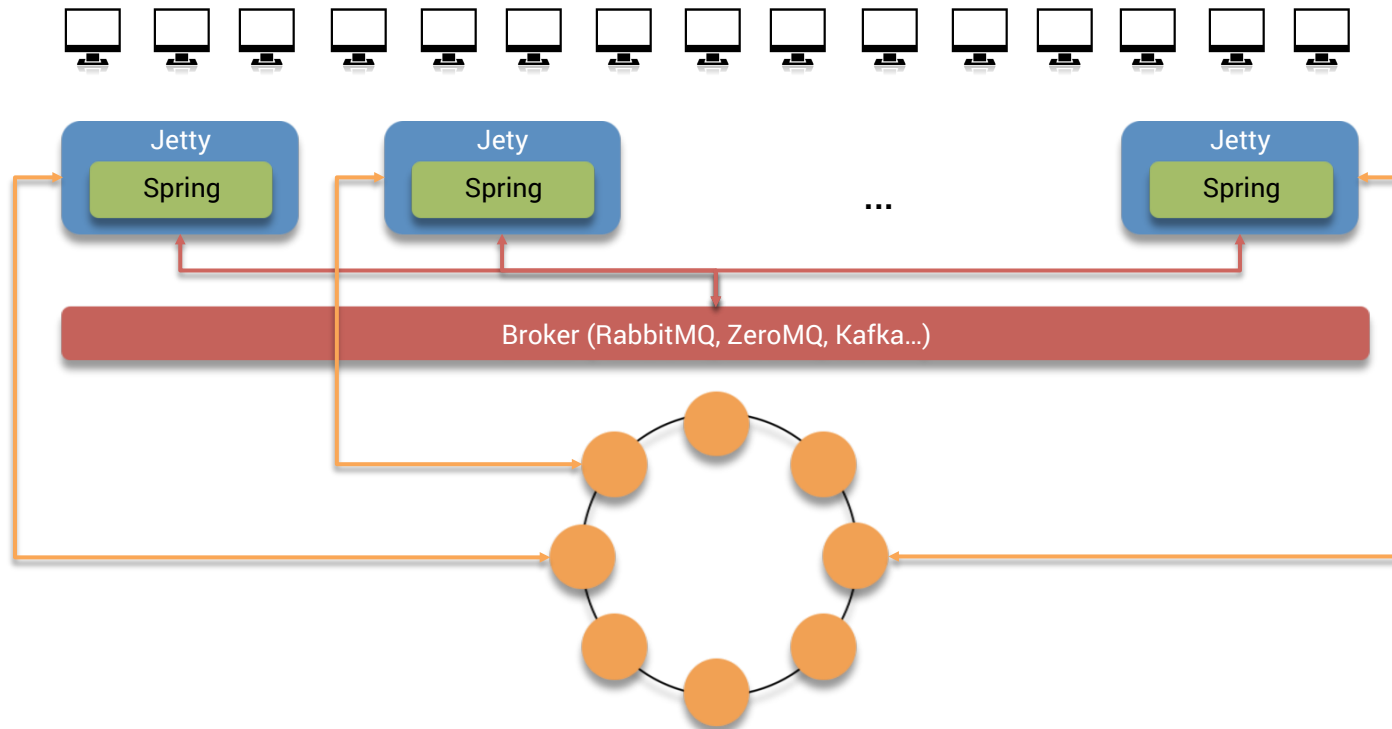 Jetty
Jety
Jetty
Spring
Spring
...
Spring
Broker (RabbitMQ, ZeroMQ, Kafka…)